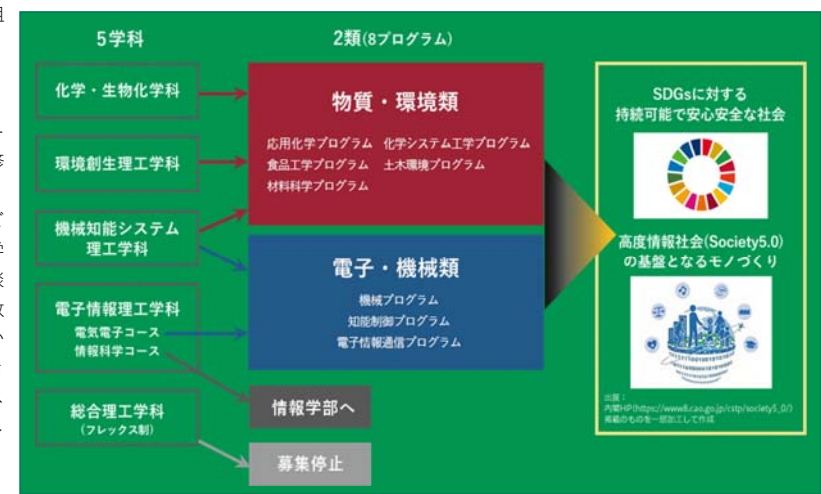 5学科
化学・生物化学科
環境創生理工学科
機械知能システム
理工学科
電子情報理工学科
電気電子コース
情報科学コース
総合理工学科
(フレックス制)
2類(8プログラム)
物質・環境類
応用化学プログラム 化学システム工学プログラム
食品工学プログラム 土木環境プログラム
材料科学プログラム
電子・機械類
機械プログラム
知能制御プログラム
電子情報通信プログラム
情報学部へ
募集停止
SDGsに対する
持続可能で安心安全な社会
高度情報社会(Society5.0)
の基盤となるモノづくり
出展:
内閣HP(https://www8.cao.go.jp/cstp/society5_0/)
掲載のものを一部加工して作成